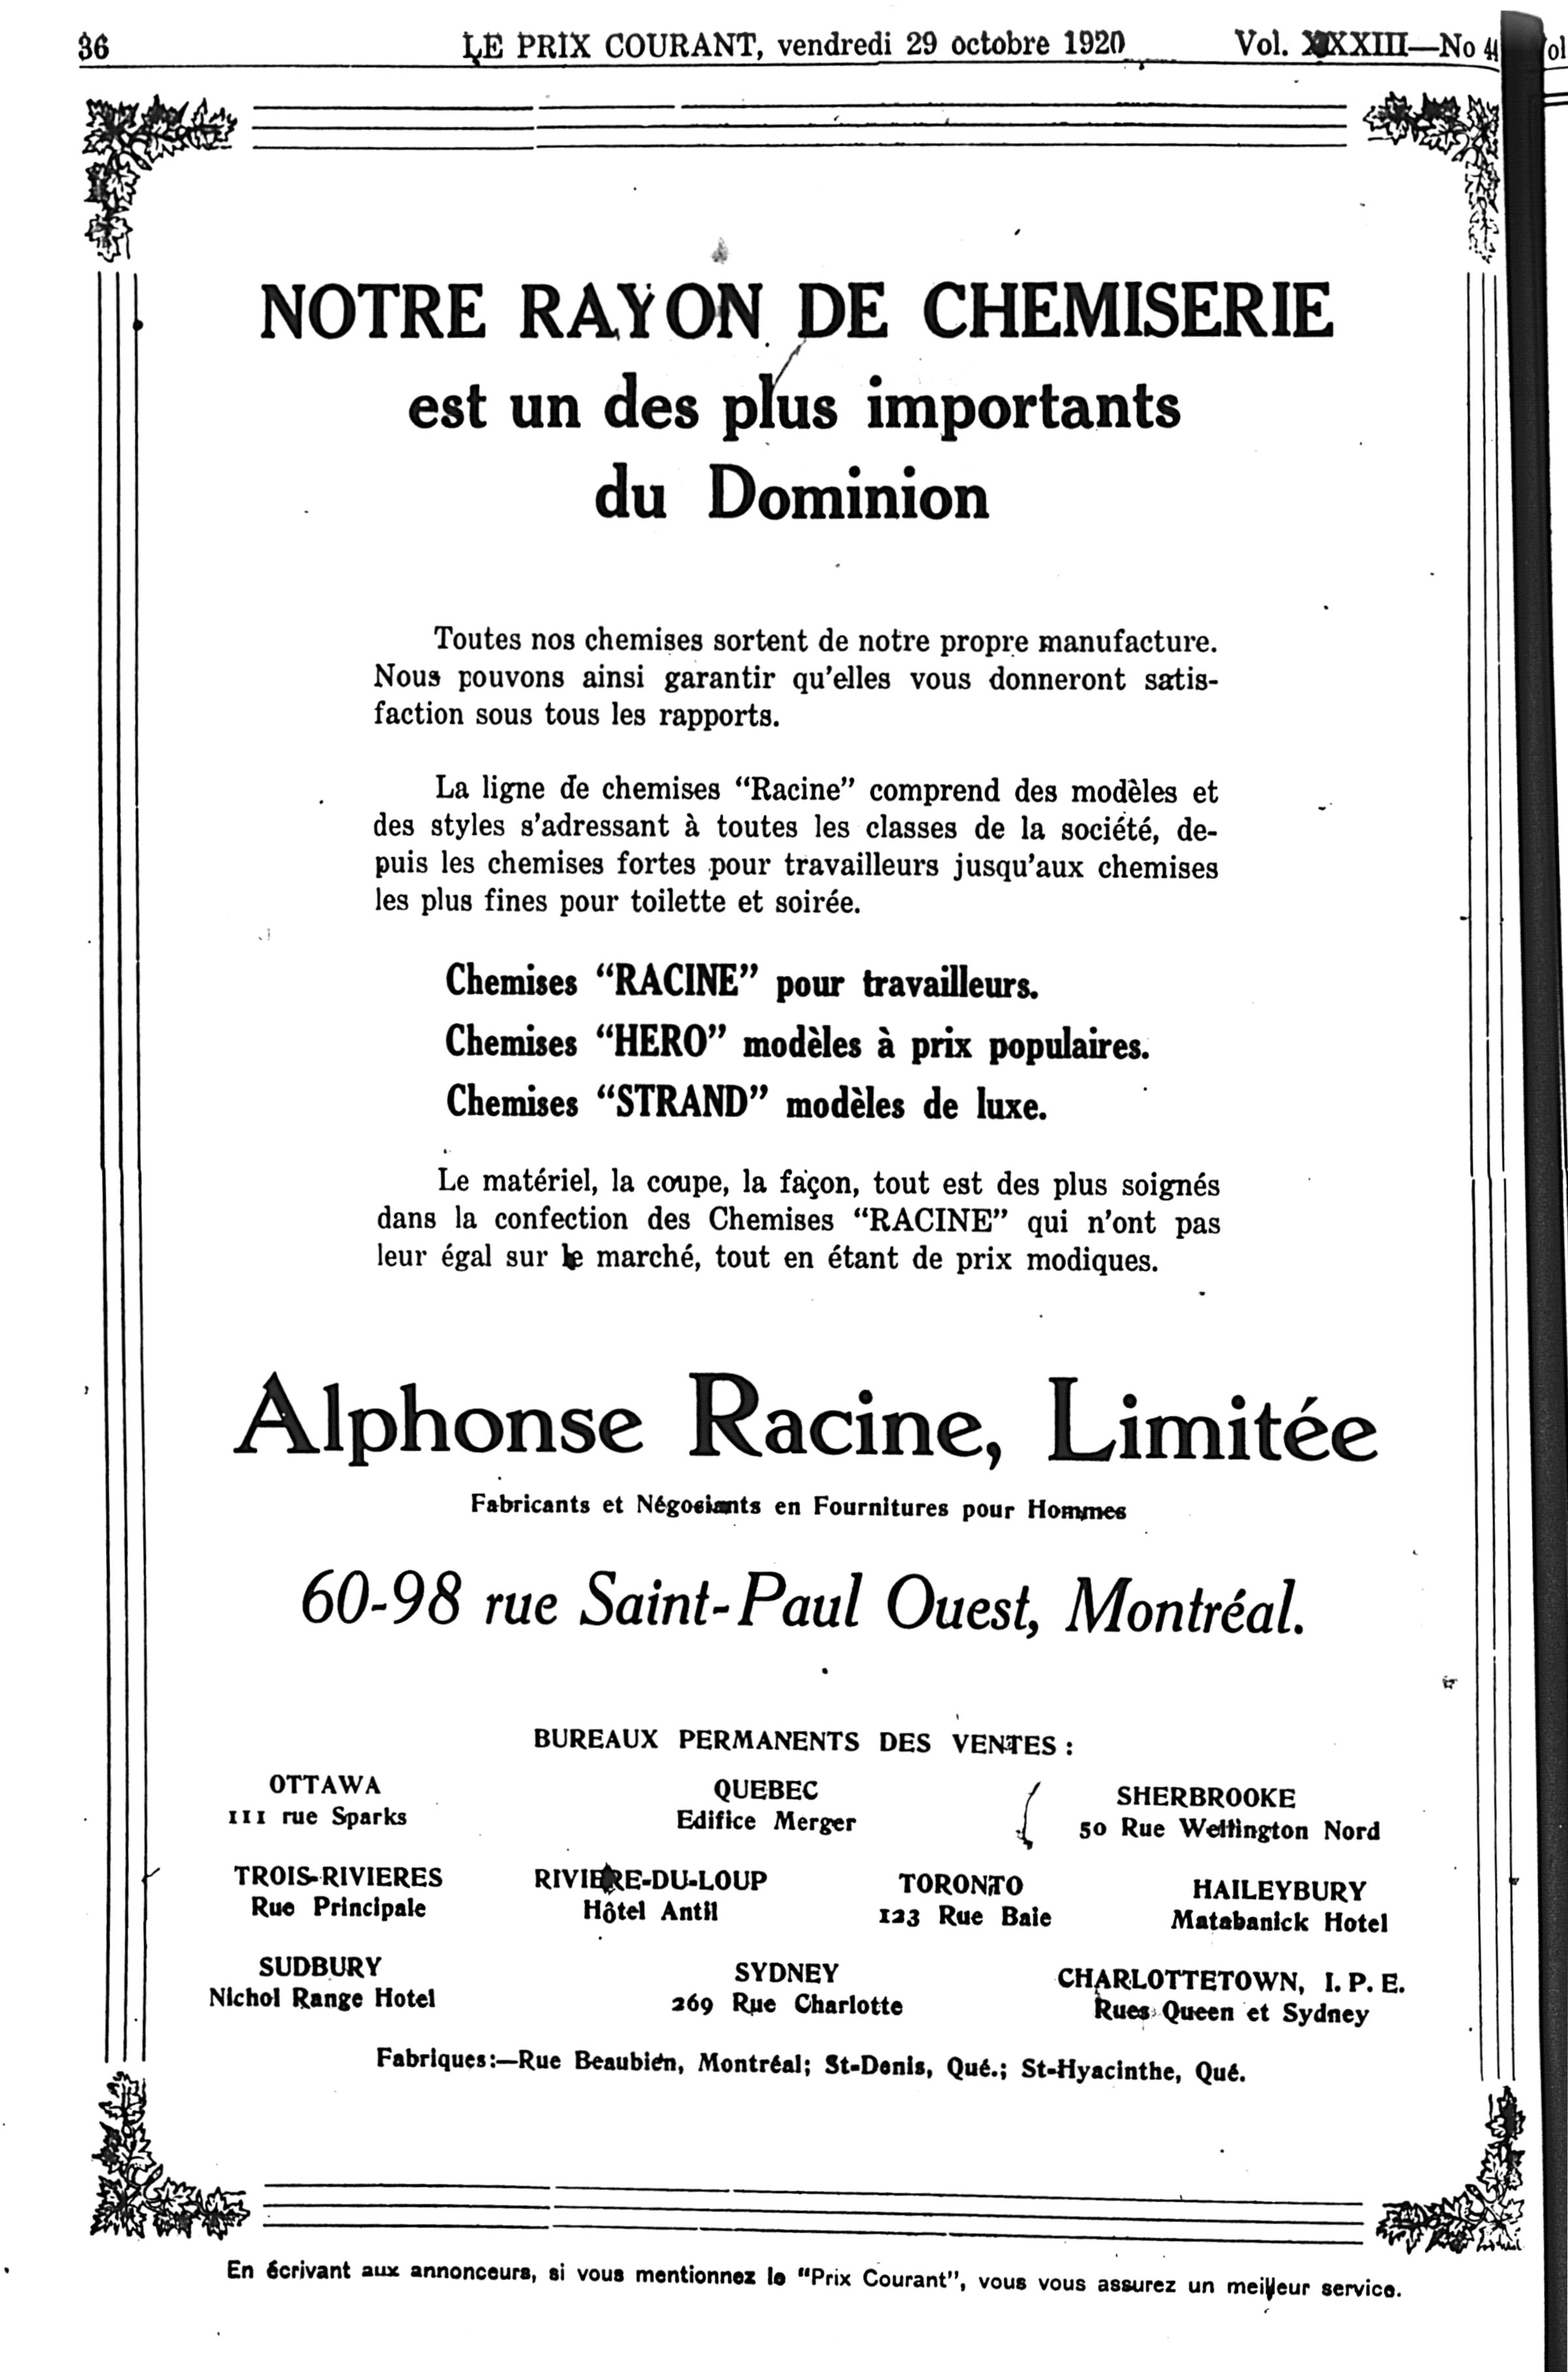 36 LE PRIX COURANT, vendredi 29 octobre 1920 Vol. XXXIII—No 44
NOTRE RAYON DE CHEMISERIE
est un des plus importants
du Dominion
Toutes nos chemises sortent de notre propre manufacture.
Nous pouvons ainsi garantir qu'elles vous donneront satis-
faction sous tous les rapports.
La ligne de chemises “Racine” comprend des modèles et
des styles s'adressant à toutes les classes de la société, de-
puis les chemises fortes pour travailleurs jusqu'aux chemises
les plus fines pour toilette et soirée.
Chemises “RACINE” pour travailleurs.
Chemises “HERO” modèles à prix populaires.
Chemises “STRAND” modèles de luxe.
Le matériel, la coupe, la façon, tout est des plus soignés
dans la confection des Chemises “RACINE” qui n'ont pas
leur égal sur le marché, tout en étant de prix modiques.
Alphonse Racine, Limitée
Fabricants et Négociants en Fournitures pour Hommes
60-98 rue Saint-Paul Ouest, Montréal.
BUREAUX PERMANENTS DES VENTES :
OTTAWA QUEBEC SHERBROOKE
111 rue Sparks Edifice Merger 50 Rue Wellington Nord
TROIS-RIVIERES RIVIERE-DU-LOUP TORONTO HAILEYBURY
Rue Principale Hôtel Antil 123 Rue Baie Matabanick Hotel
SUDBURY SYDNEY CHARLOTTETOWN, I. P. E.
Nichol Range Hotel 269 Rue Charlotte Rues Queen et Sydney
Fabriques:—Rue Beaubien, Montréal; St-Denis, Qué.; St-Hyacinthe, Qué.
En écrivant aux annonceurs, si vous mentionnez le “Prix Courant”, vous vous assurez un meilleur service.